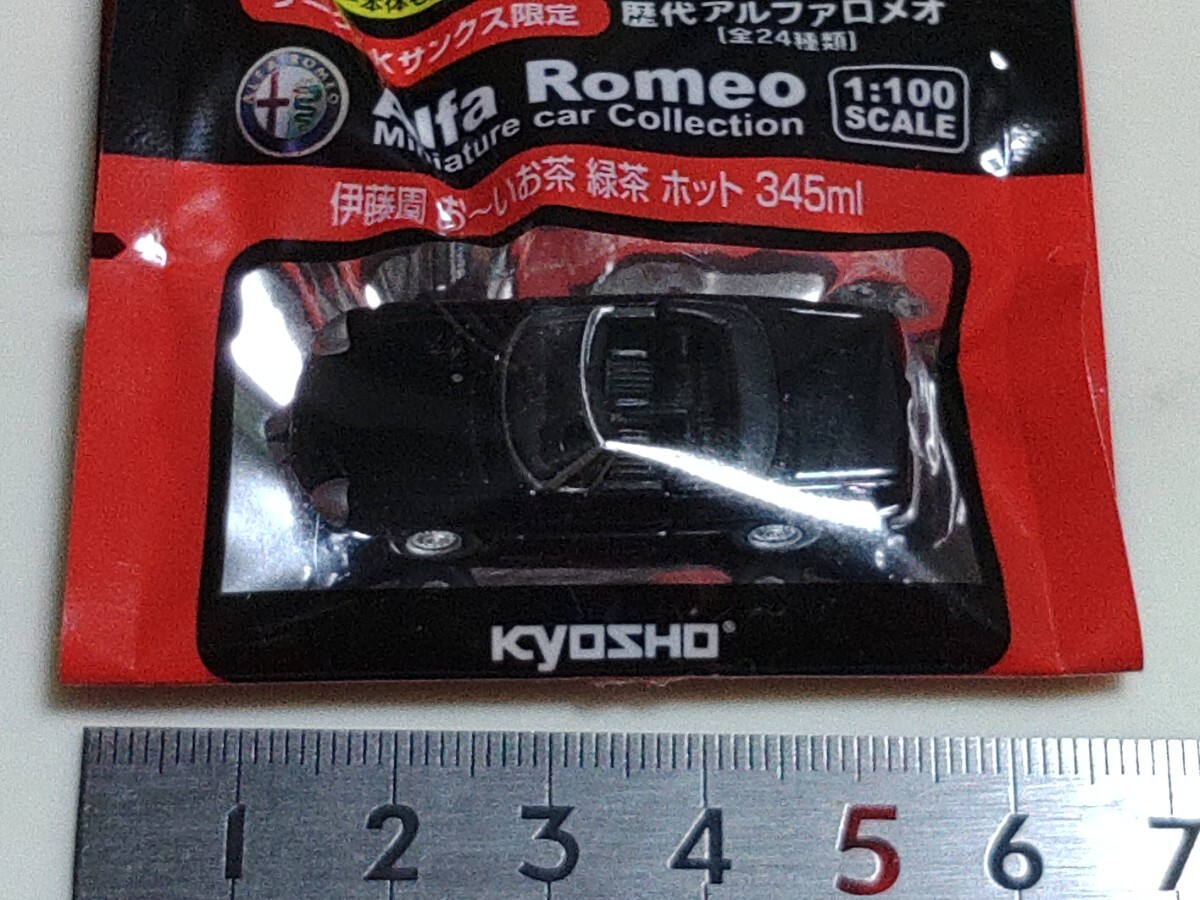 サンクス限定
歴代アルファロメオ
[全24種類]
ALFA ROMEO
Alfa Romeo
Miniature car Collection
1:100
SCALE
伊藤園 お〜いお茶 緑茶 ホット 345ml
KYOSHO®
1 2 3 4 5 6 7